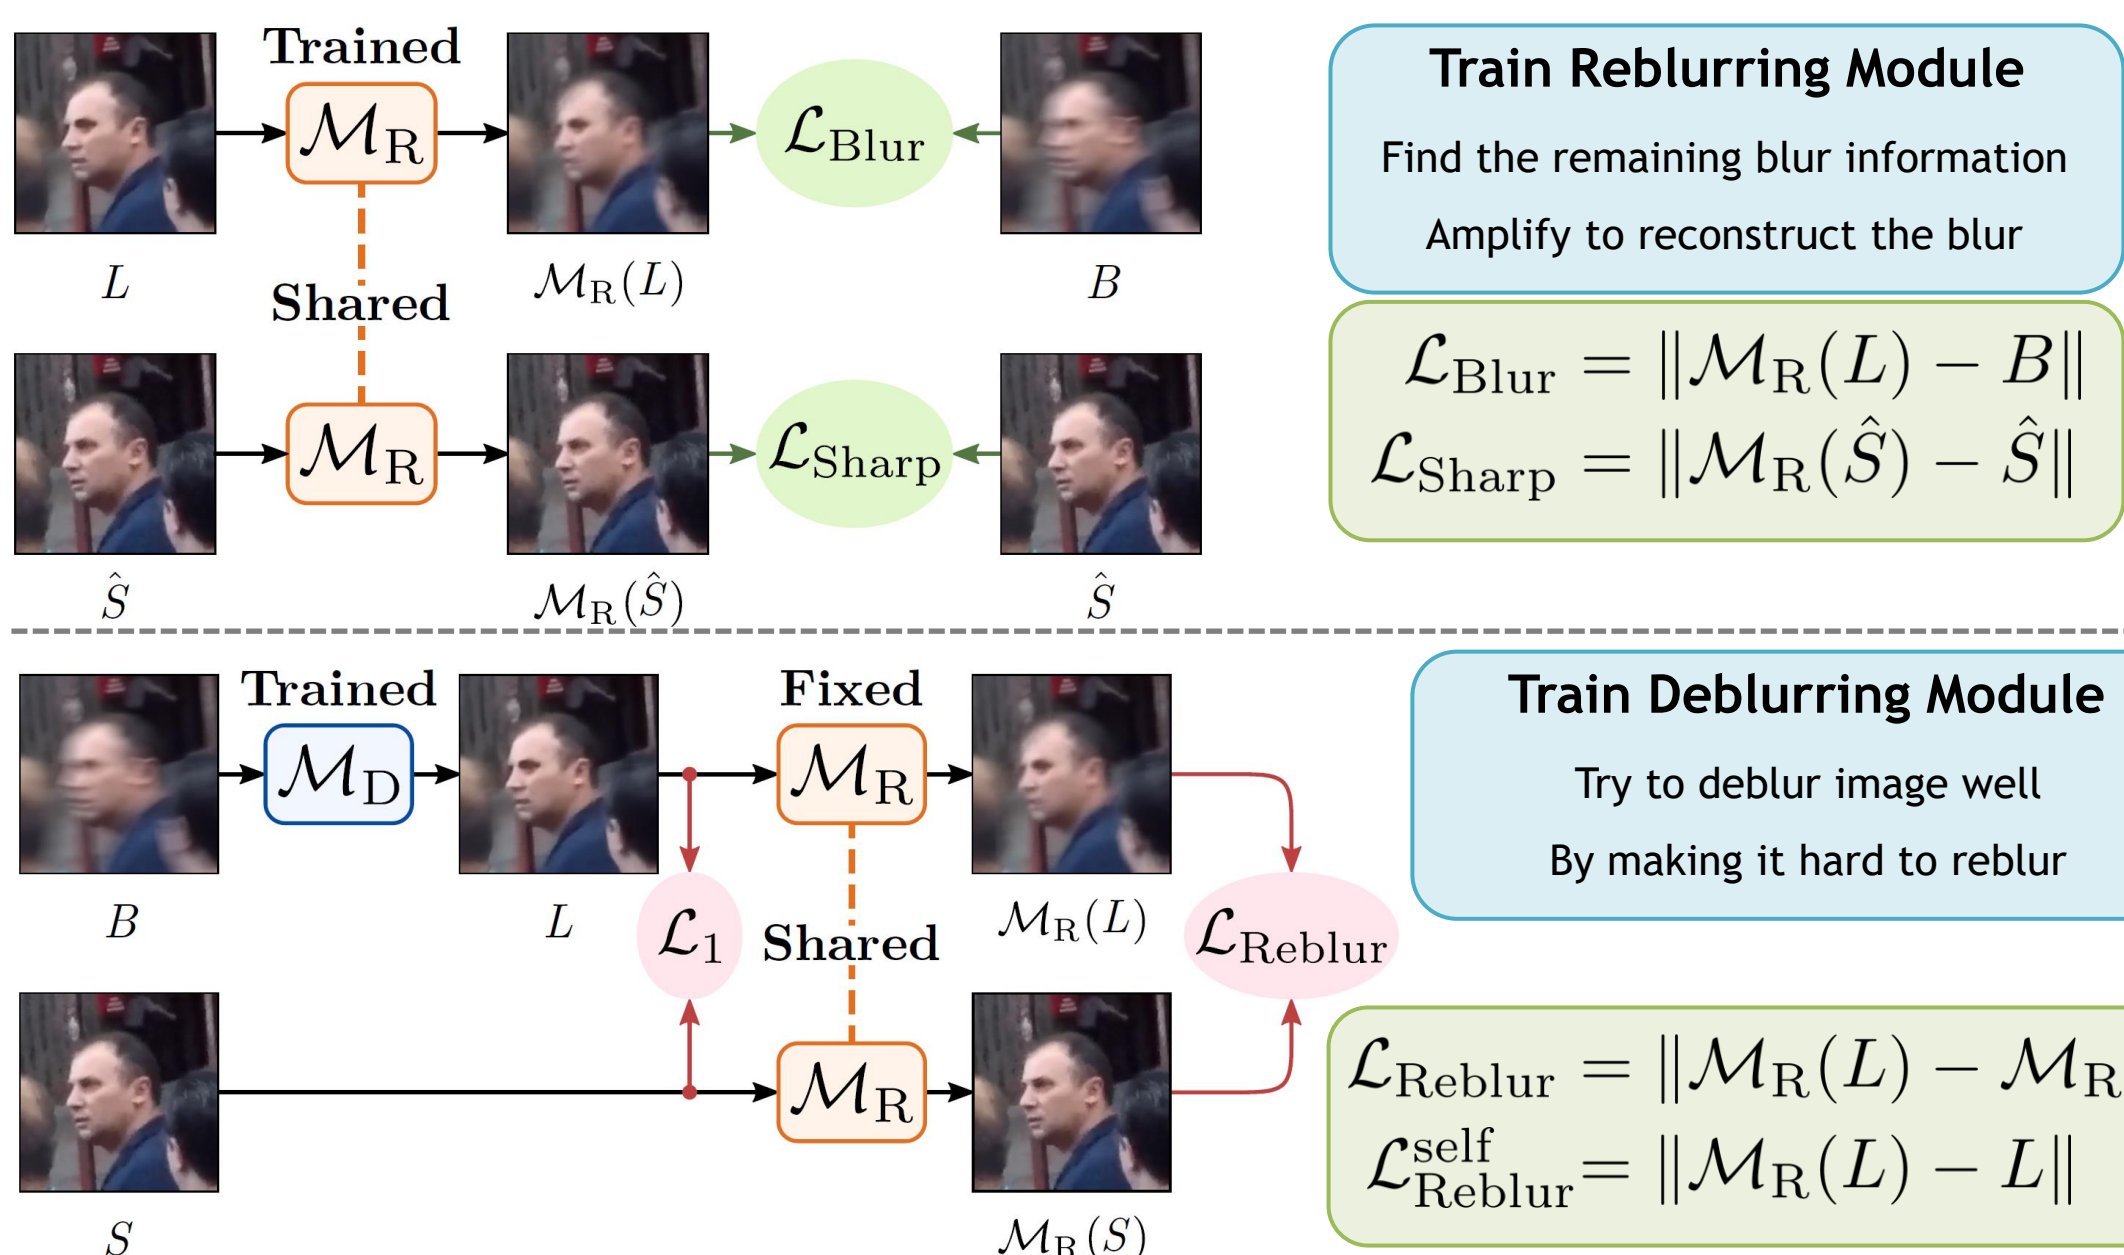 Trained
M_R
L_Blur
L
M_R(L)
B
Shared
M_R
L_Sharp
Ŝ
M_R(Ŝ)
Ŝ
Train Reblurring Module
Find the remaining blur information
Amplify to reconstruct the blur
L_Blur = ‖M_R(L) − B‖
L_Sharp = ‖M_R(Ŝ) − Ŝ‖
Trained
Fixed
M_D
M_R
B
L
M_R(L)
L_1
Shared
L_Reblur
M_R
S
M_R(S)
Train Deblurring Module
Try to deblur image well
By making it hard to reblur
L_Reblur = ‖M_R(L) − M_R
L_Reblur^self = ‖M_R(L) − L‖